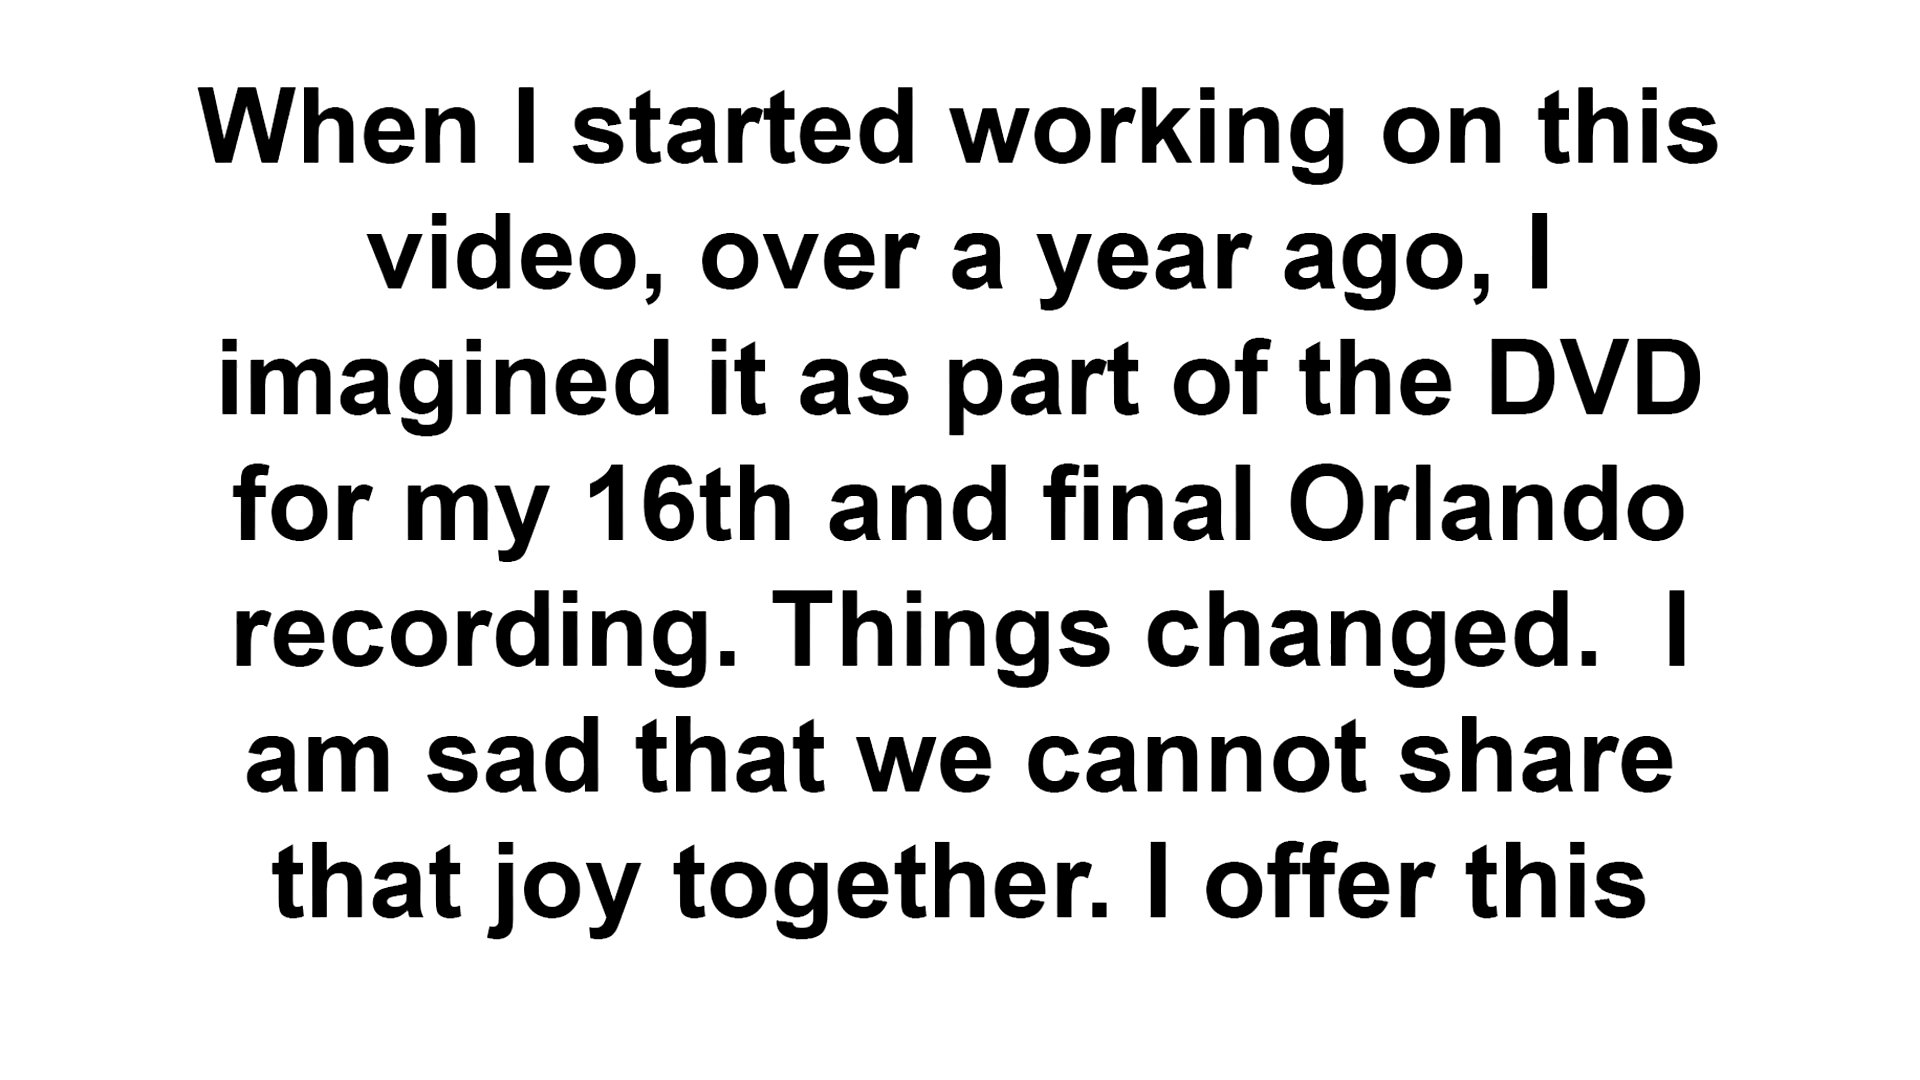 When I started working on this
video, over a year ago, I
imagined it as part of the DVD
for my 16th and final Orlando
recording. Things changed.  I
am sad that we cannot share
that joy together. I offer this